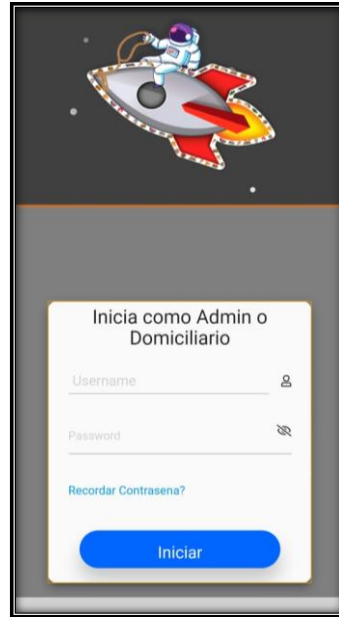 Inicia como Admin o
Domiciliario
Username
Password
Recordar Contrasena?
Iniciar